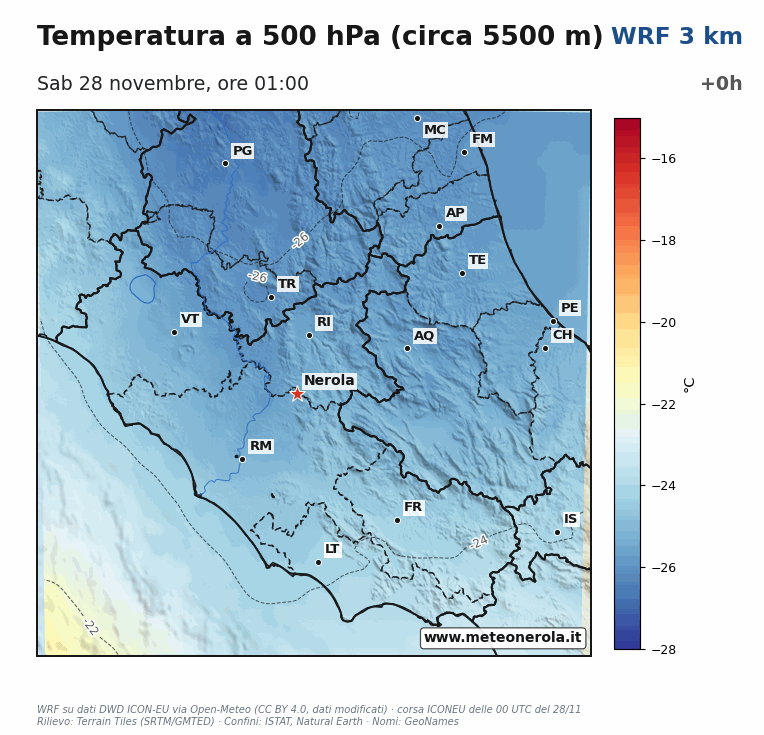 Temperatura a 500 hPa (circa 5500 m) WRF 3 km
Sab 28 novembre, ore 01:00 +0h
MC
FM
PG
AP
-26
TE
-26
TR
PE
VT
RI
AQ
CH
Nerola
RM
FR
IS
-24
LT
-22
www.meteonerola.it
−16
−18
−20
−22
−24
−26
−28
°C
WRF su dati DWD ICON-EU via Open-Meteo (CC BY 4.0, dati modificati) · corsa ICONEU delle 00 UTC del 28/11
Rilievo: Terrain Tiles (SRTM/GMTED) · Confini: ISTAT, Natural Earth · Nomi: GeoNames